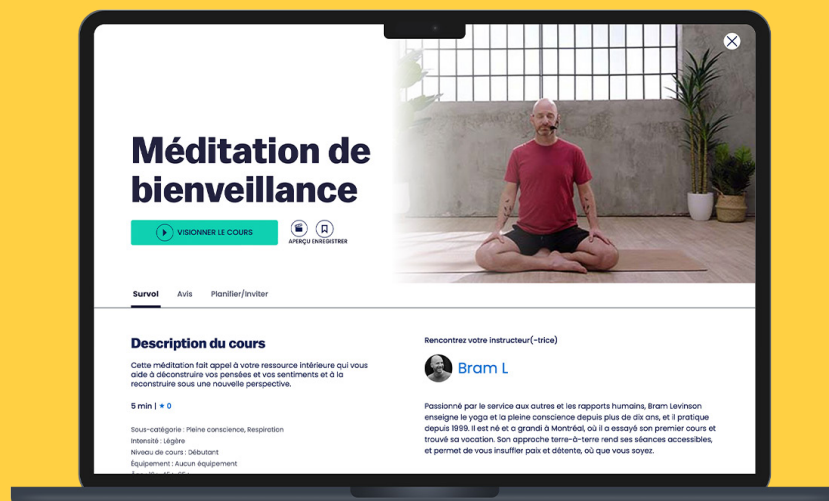 Méditation de
bienveillance
VISIONNER LE COURS
APERÇU ENREGISTRER
Survol
Avis
Planifier/Inviter
Description du cours
Cette méditation fait appel à votre ressource intérieure qui vous
aide à déconstruire vos pensées et vos sentiments et à la
reconstruire sous une nouvelle perspective.
5 min | ★ 0
Sous-catégorie : Pleine conscience, Respiration
Intensité : Légère
Niveau de cours : Débutant
Équipement : Aucun équipement
Rencontrez votre instructeur(-trice)
Bram L
Passionné par le service aux autres et les rapports humains, Bram Levinson
enseigne le yoga et la pleine conscience depuis plus de dix ans, et il pratique
depuis 1999. Il est né et a grandi à Montréal, où il a essayé son premier cours et
trouvé sa vocation. Son approche terre-à-terre rend ses séances accessibles,
et permet de vous insuffler paix et détente, où que vous soyez.